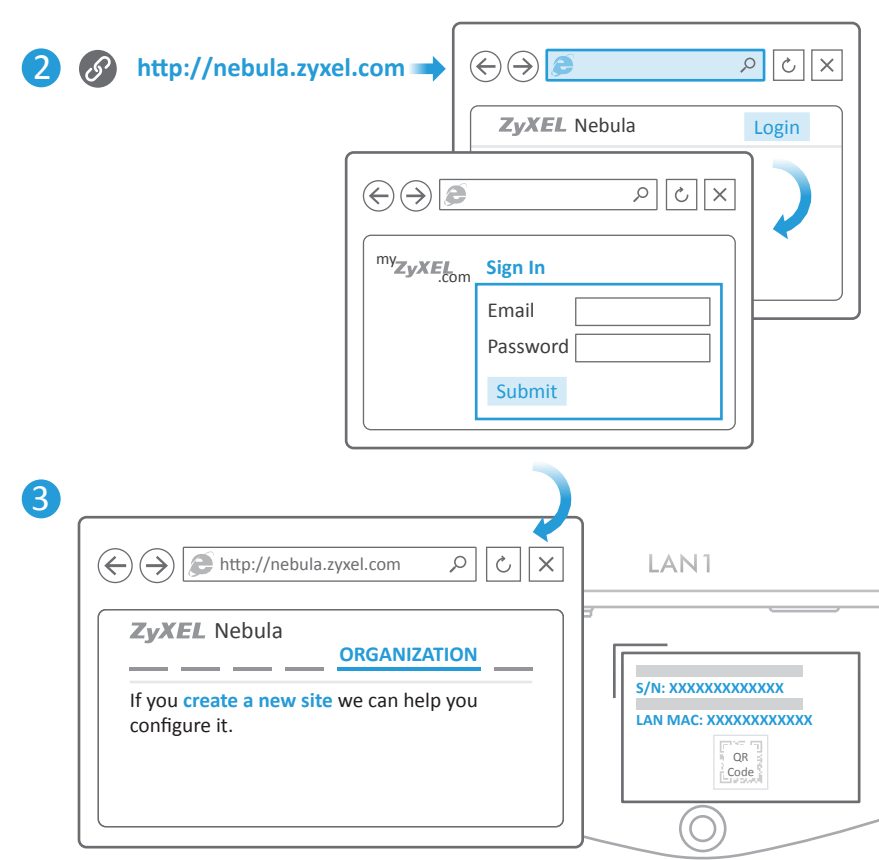 2 http://nebula.zyxel.com
ZyXEL Nebula Login
myZyXEL.com Sign In
Email
Password
Submit
3
http://nebula.zyxel.com
ZyXEL Nebula
ORGANIZATION
If you create a new site we can help you
configure it.
LAN1
S/N: XXXXXXXXXXXXX
LAN MAC: XXXXXXXXXXXX
QR
Code